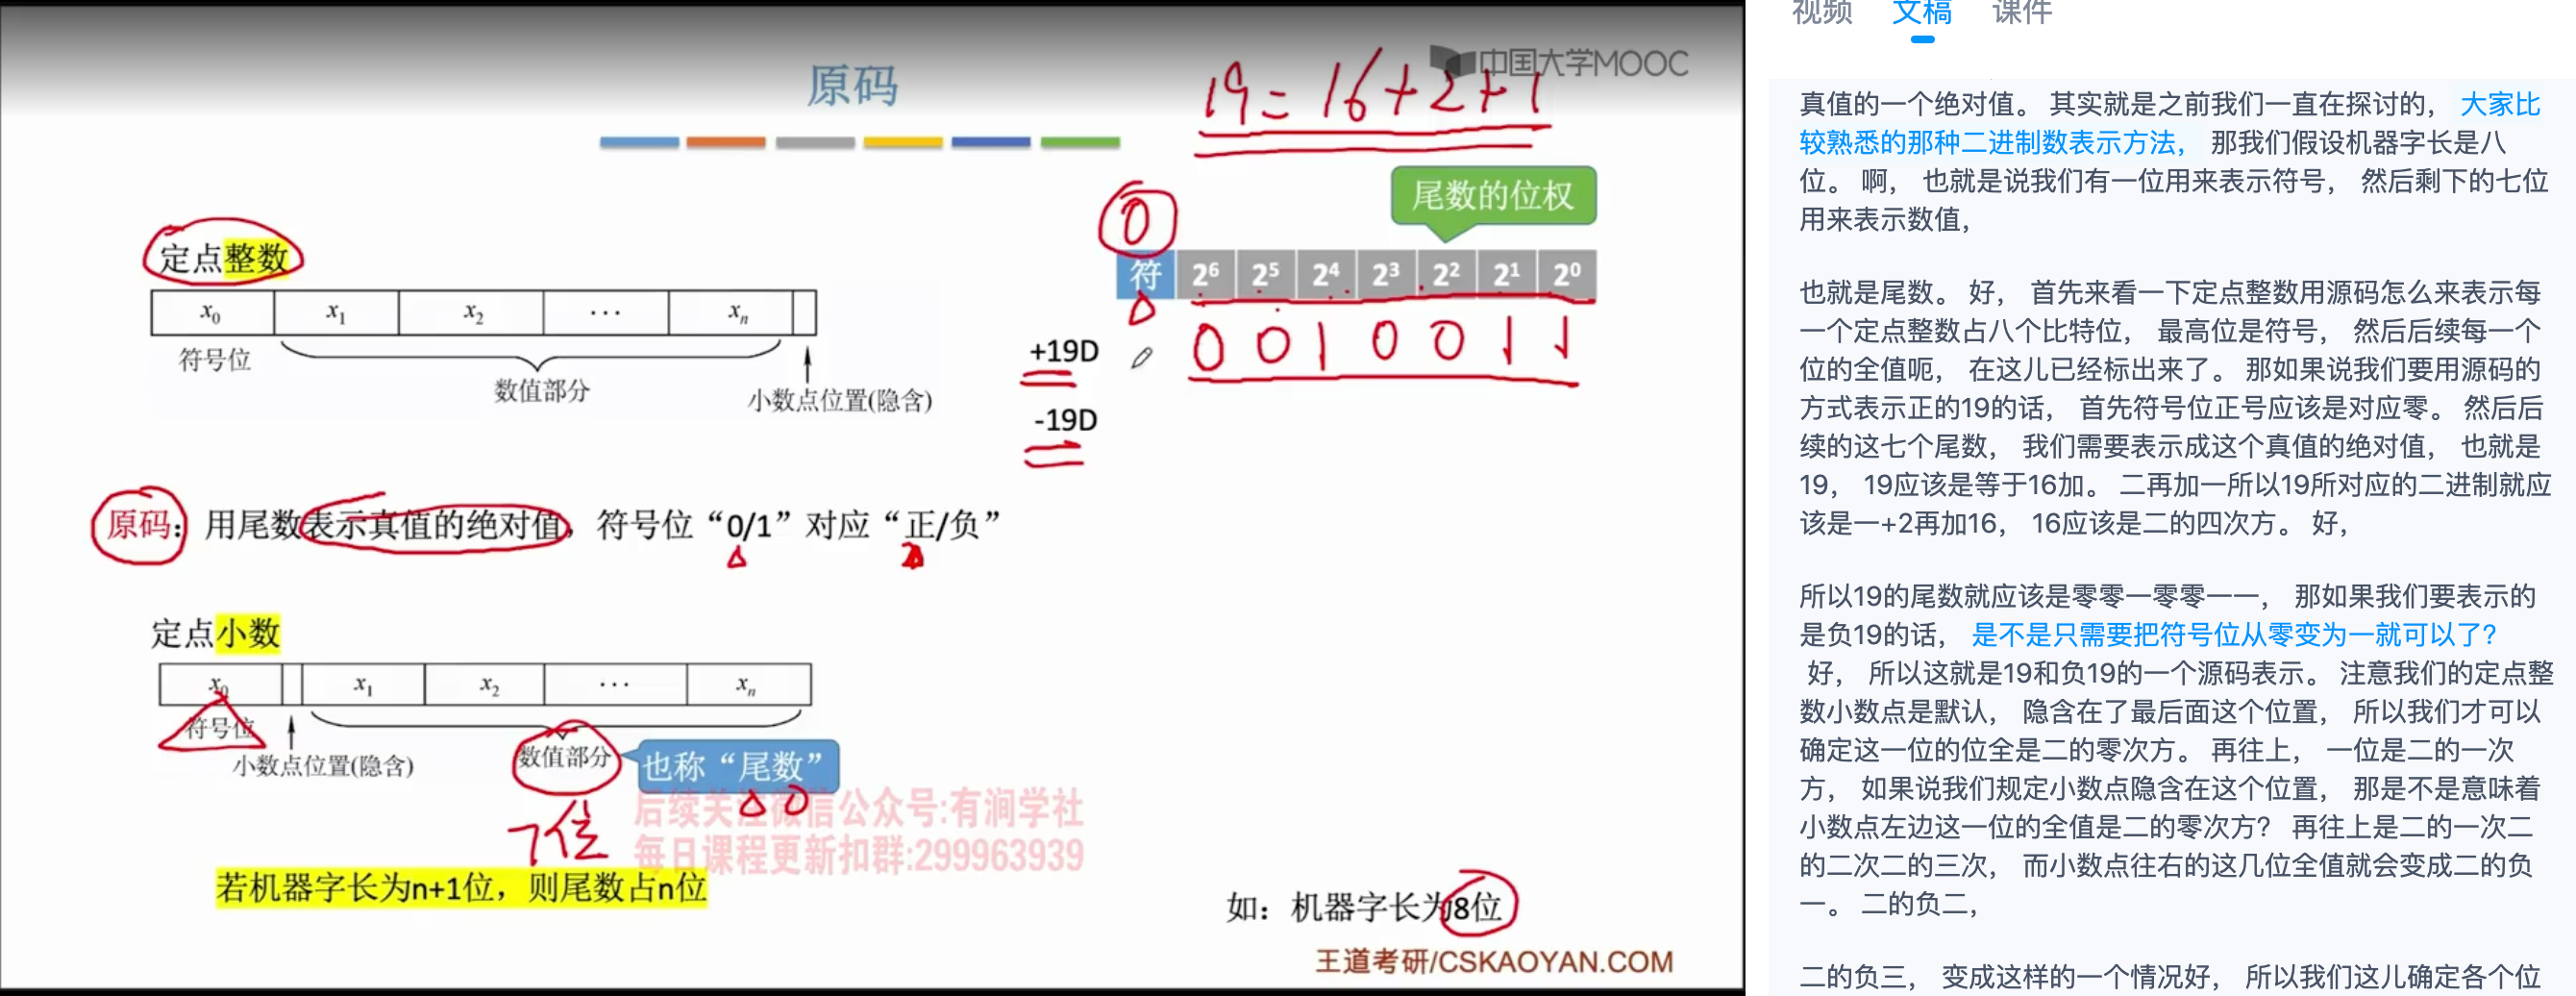 原码
中国大学MOOC
19=16+2+1
尾数的位权
0
符 2⁶ 2⁵ 2⁴ 2³ 2² 2¹ 2⁰
+19D 0 0 1 0 0 1 1
-19D
定点整数
x₀ x₁ x₂ ··· xₙ
符号位
数值部分
小数点位置(隐含)
原码：用尾数表示真值的绝对值，符号位“0/1”对应“正/负”
定点小数
x₀ x₁ x₂ ··· xₙ
符号位
小数点位置(隐含)
数值部分
也称“尾数”
7位
后续关注微信公众号:有涧学社
每日课程更新扣群:299963939
若机器字长为n+1位，则尾数占n位
如：机器字长为8位
王道考研/CSKAOYAN.COM
视频 文稿 课件
真值的一个绝对值。 其实就是之前我们一直在探讨的， 大家比
较熟悉的那种二进制数表示方法， 那我们假设机器字长是八
位。 啊， 也就是说我们有一位用来表示符号， 然后剩下的七位
用来表示数值，
也就是尾数。 好， 首先来看一下定点整数用源码怎么来表示每
一个定点整数占八个比特位， 最高位是符号， 然后后续每一个
位的全值呃， 在这儿已经标出来了。 那如果说我们要用源码的
方式表示正的19的话， 首先符号位正号应该是对应零。 然后后
续的这七个尾数， 我们需要表示成这个真值的绝对值， 也就是
19， 19应该是等于16加。 二再加一所以19所对应的二进制就应
该是一+2再加16， 16应该是二的四次方。 好，
所以19的尾数就应该是零零一零零一一， 那如果我们要表示的
是负19的话， 是不是只需要把符号位从零变为一就可以了?
好， 所以这就是19和负19的一个源码表示。 注意我们的定点整
数小数点是默认， 隐含在了最后面这个位置， 所以我们才可以
确定这一位的位全是二的零次方。 再往上， 一位是二的一次
方， 如果说我们规定小数点隐含在这个位置， 那是不是意味着
小数点左边这一位的全值是二的零次方? 再往上是二的一次二
的二次二的三次， 而小数点往右的这几位全值就会变成二的负
一。 二的负二，
二的负三， 变成这样的一个情况好， 所以我们这儿确定各个位